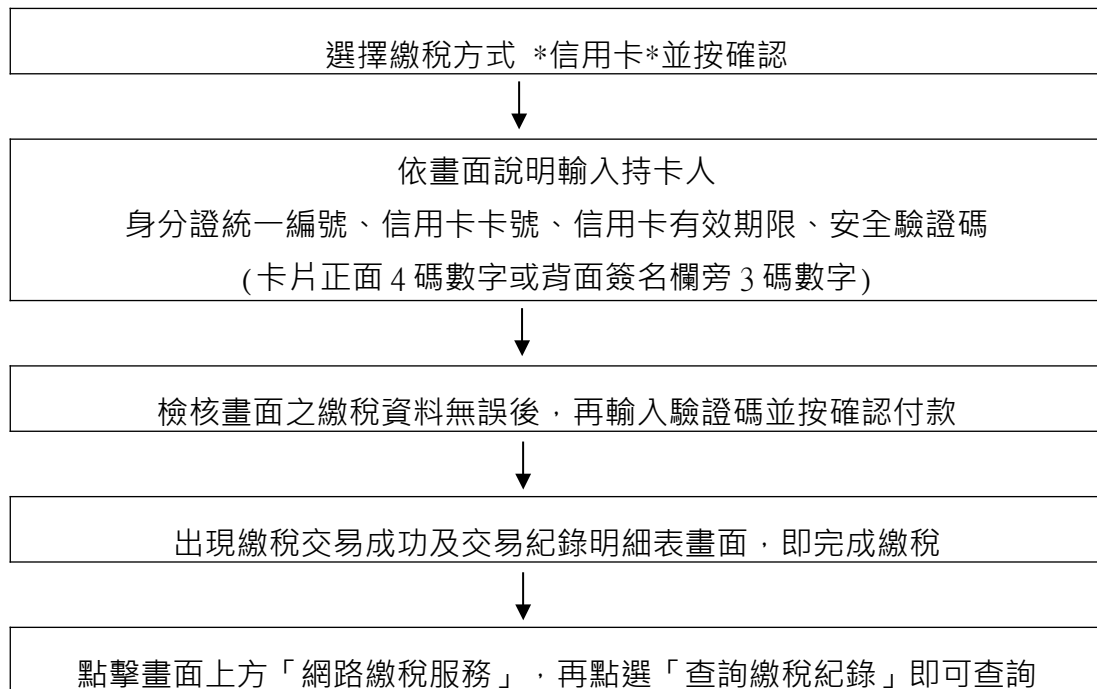 選擇繳稅方式 *信用卡*並按確認
依畫面說明輸入持卡人
身分證統一編號、信用卡卡號、信用卡有效期限、安全驗證碼
(卡片正面 4 碼數字或背面簽名欄旁 3 碼數字)
檢核畫面之繳稅資料無誤後，再輸入驗證碼並按確認付款
出現繳稅交易成功及交易紀錄明細表畫面，即完成繳稅
點擊畫面上方「網路繳稅服務」，再點選「查詢繳稅紀錄」即可查詢